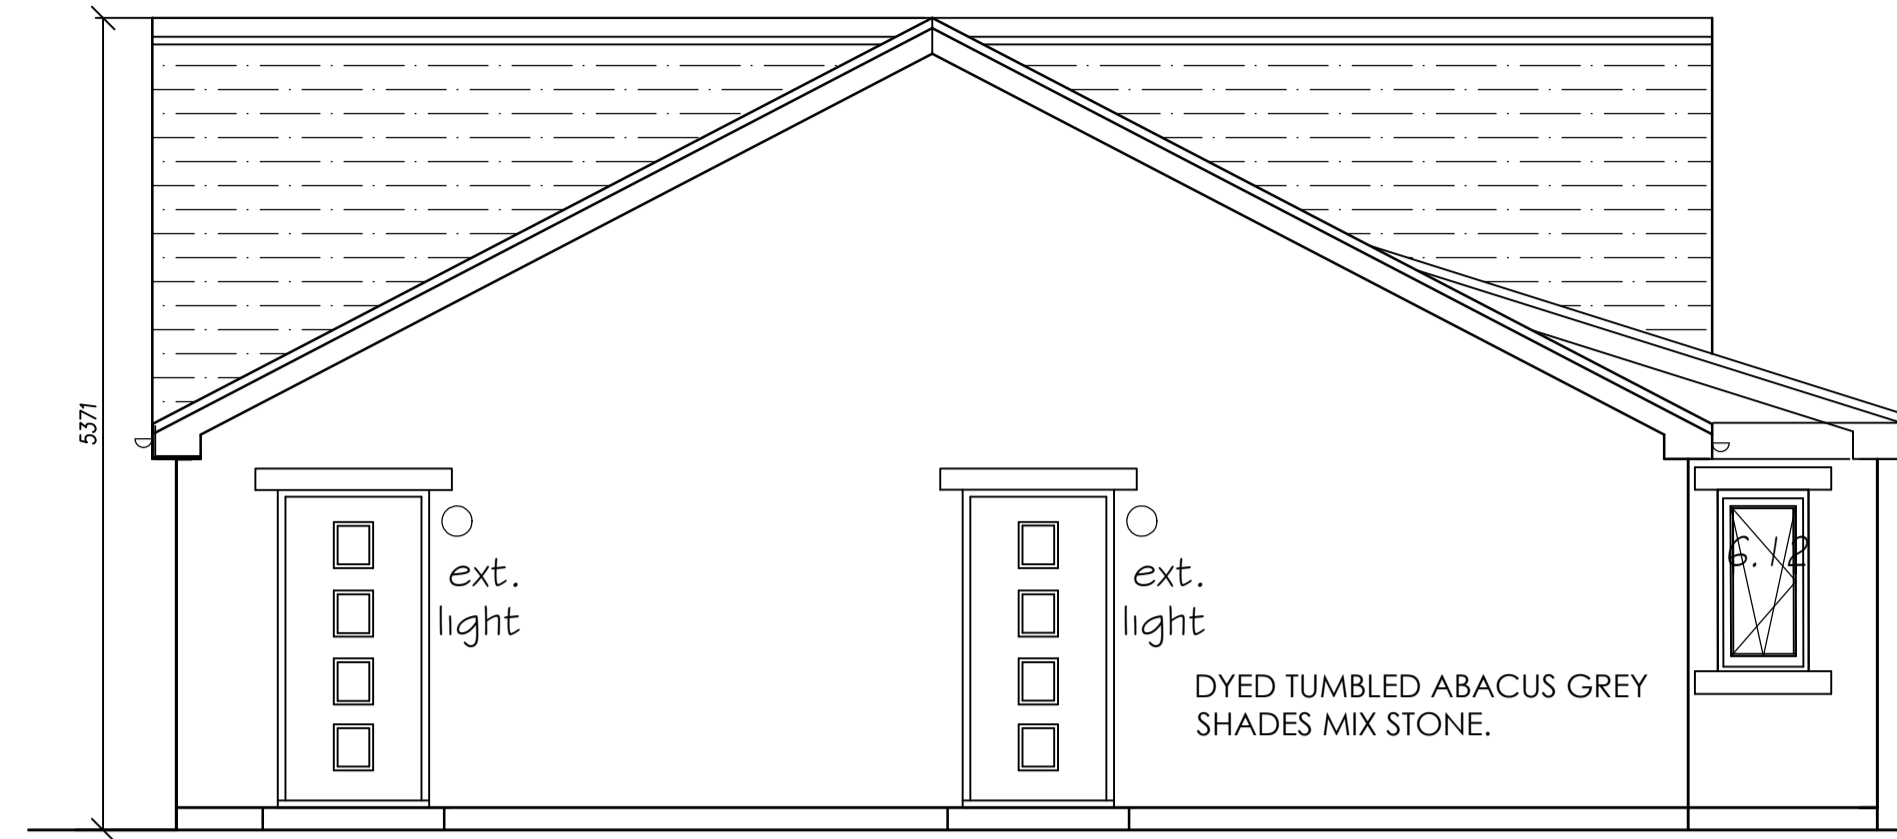 5371
ext.
light
ext.
light
6.12
DYED TUMBLED ABACUS GREY
SHADES MIX STONE.